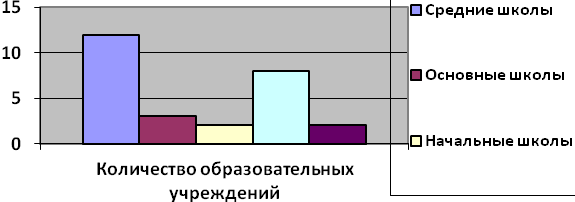 15
10
5
0
Количество образовательных
учреждений
Средние школы
Основные школы
Начальные школы